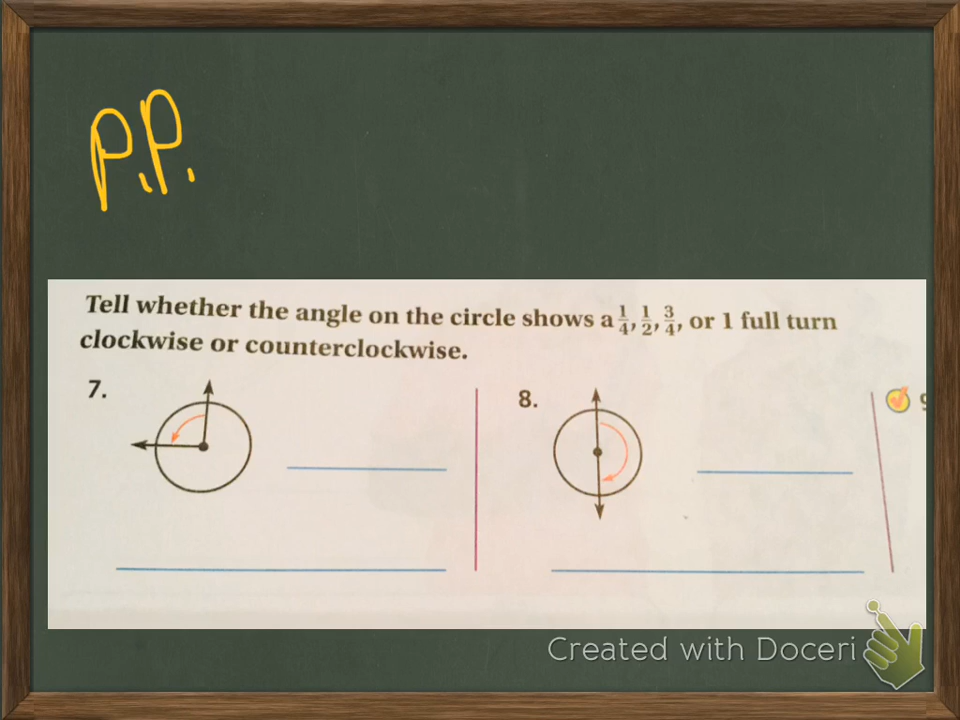 P.P.
Tell whether the angle on the circle shows a 1/4, 1/2, 3/4, or 1 full turn
clockwise or counterclockwise.
7.
8.
Created with Doceri